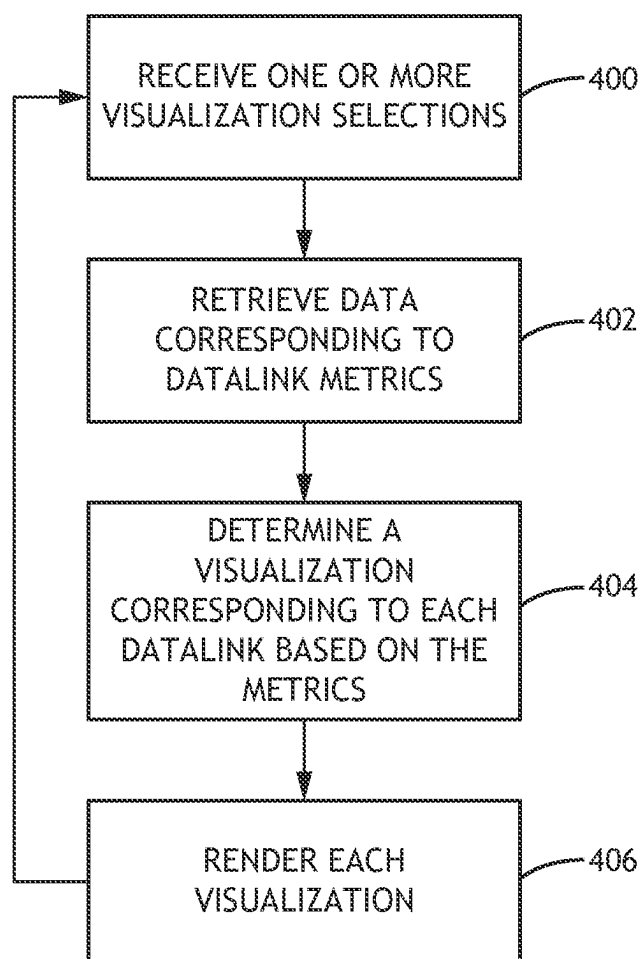 RECEIVE ONE OR MORE
VISUALIZATION SELECTIONS
400
RETRIEVE DATA
CORRESPONDING TO
DATALINK METRICS
402
DETERMINE A
VISUALIZATION
CORRESPONDING TO EACH
DATALINK BASED ON THE
METRICS
404
RENDER EACH
VISUALIZATION
406